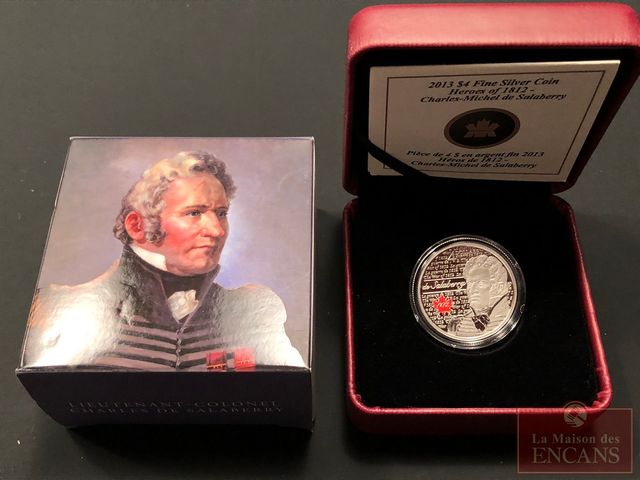 2013 $4 Fine Silver Coin
Heroes of 1812 -
Charles-Michel de Salaberry
Pièce de 4 $ en argent fin 2013
Héros de 1812 -
Charles-Michel de Salaberry
de Salaberry
1812
LIEUTENANT-COLONEL
CHARLES DE SALABERRY
La Maison des
ENCANS